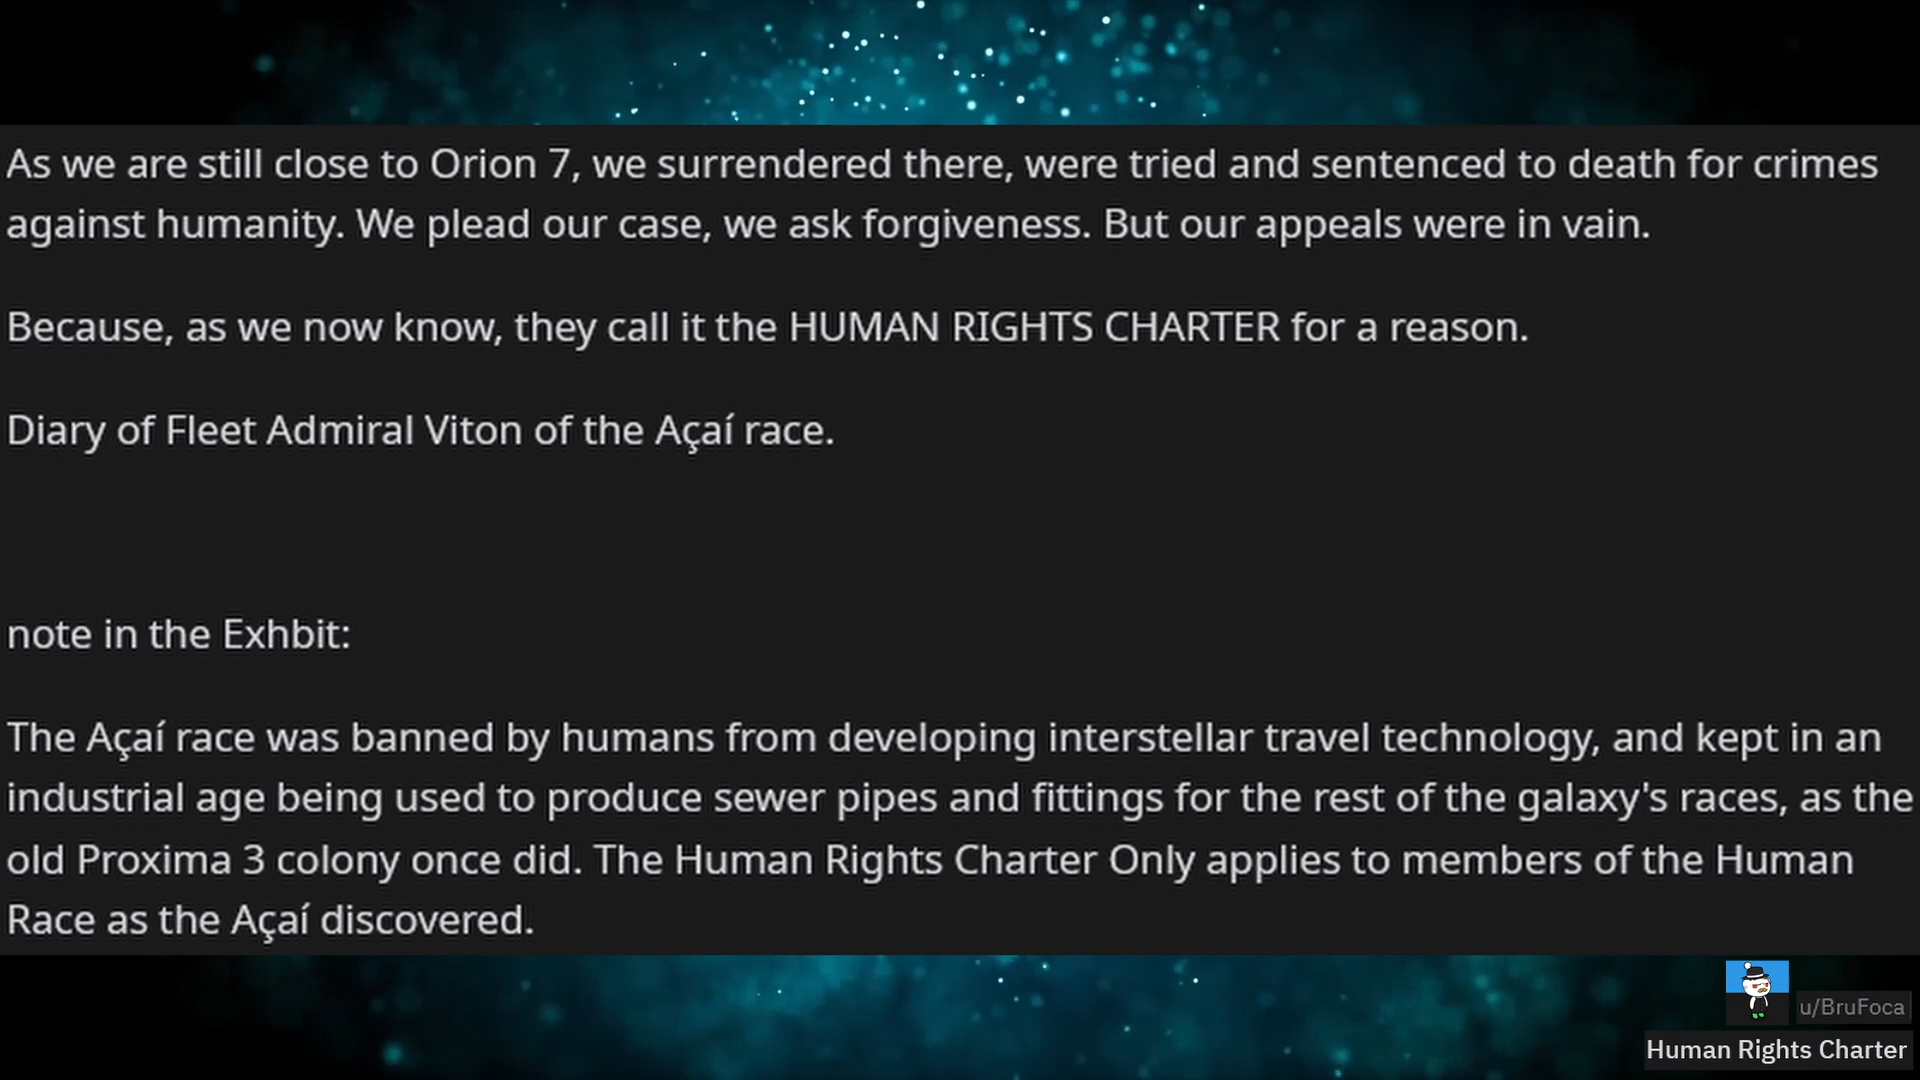 As we are still close to Orion 7, we surrendered there, were tried and sentenced to death for crimes
against humanity. We plead our case, we ask forgiveness. But our appeals were in vain.
Because, as we now know, they call it the HUMAN RIGHTS CHARTER for a reason.
Diary of Fleet Admiral Viton of the Açaí race.
note in the Exhbit:
The Açaí race was banned by humans from developing interstellar travel technology, and kept in an
industrial age being used to produce sewer pipes and fittings for the rest of the galaxy's races, as the
old Proxima 3 colony once did. The Human Rights Charter Only applies to members of the Human
Race as the Açaí discovered.
u/BruFoca
Human Rights Charter